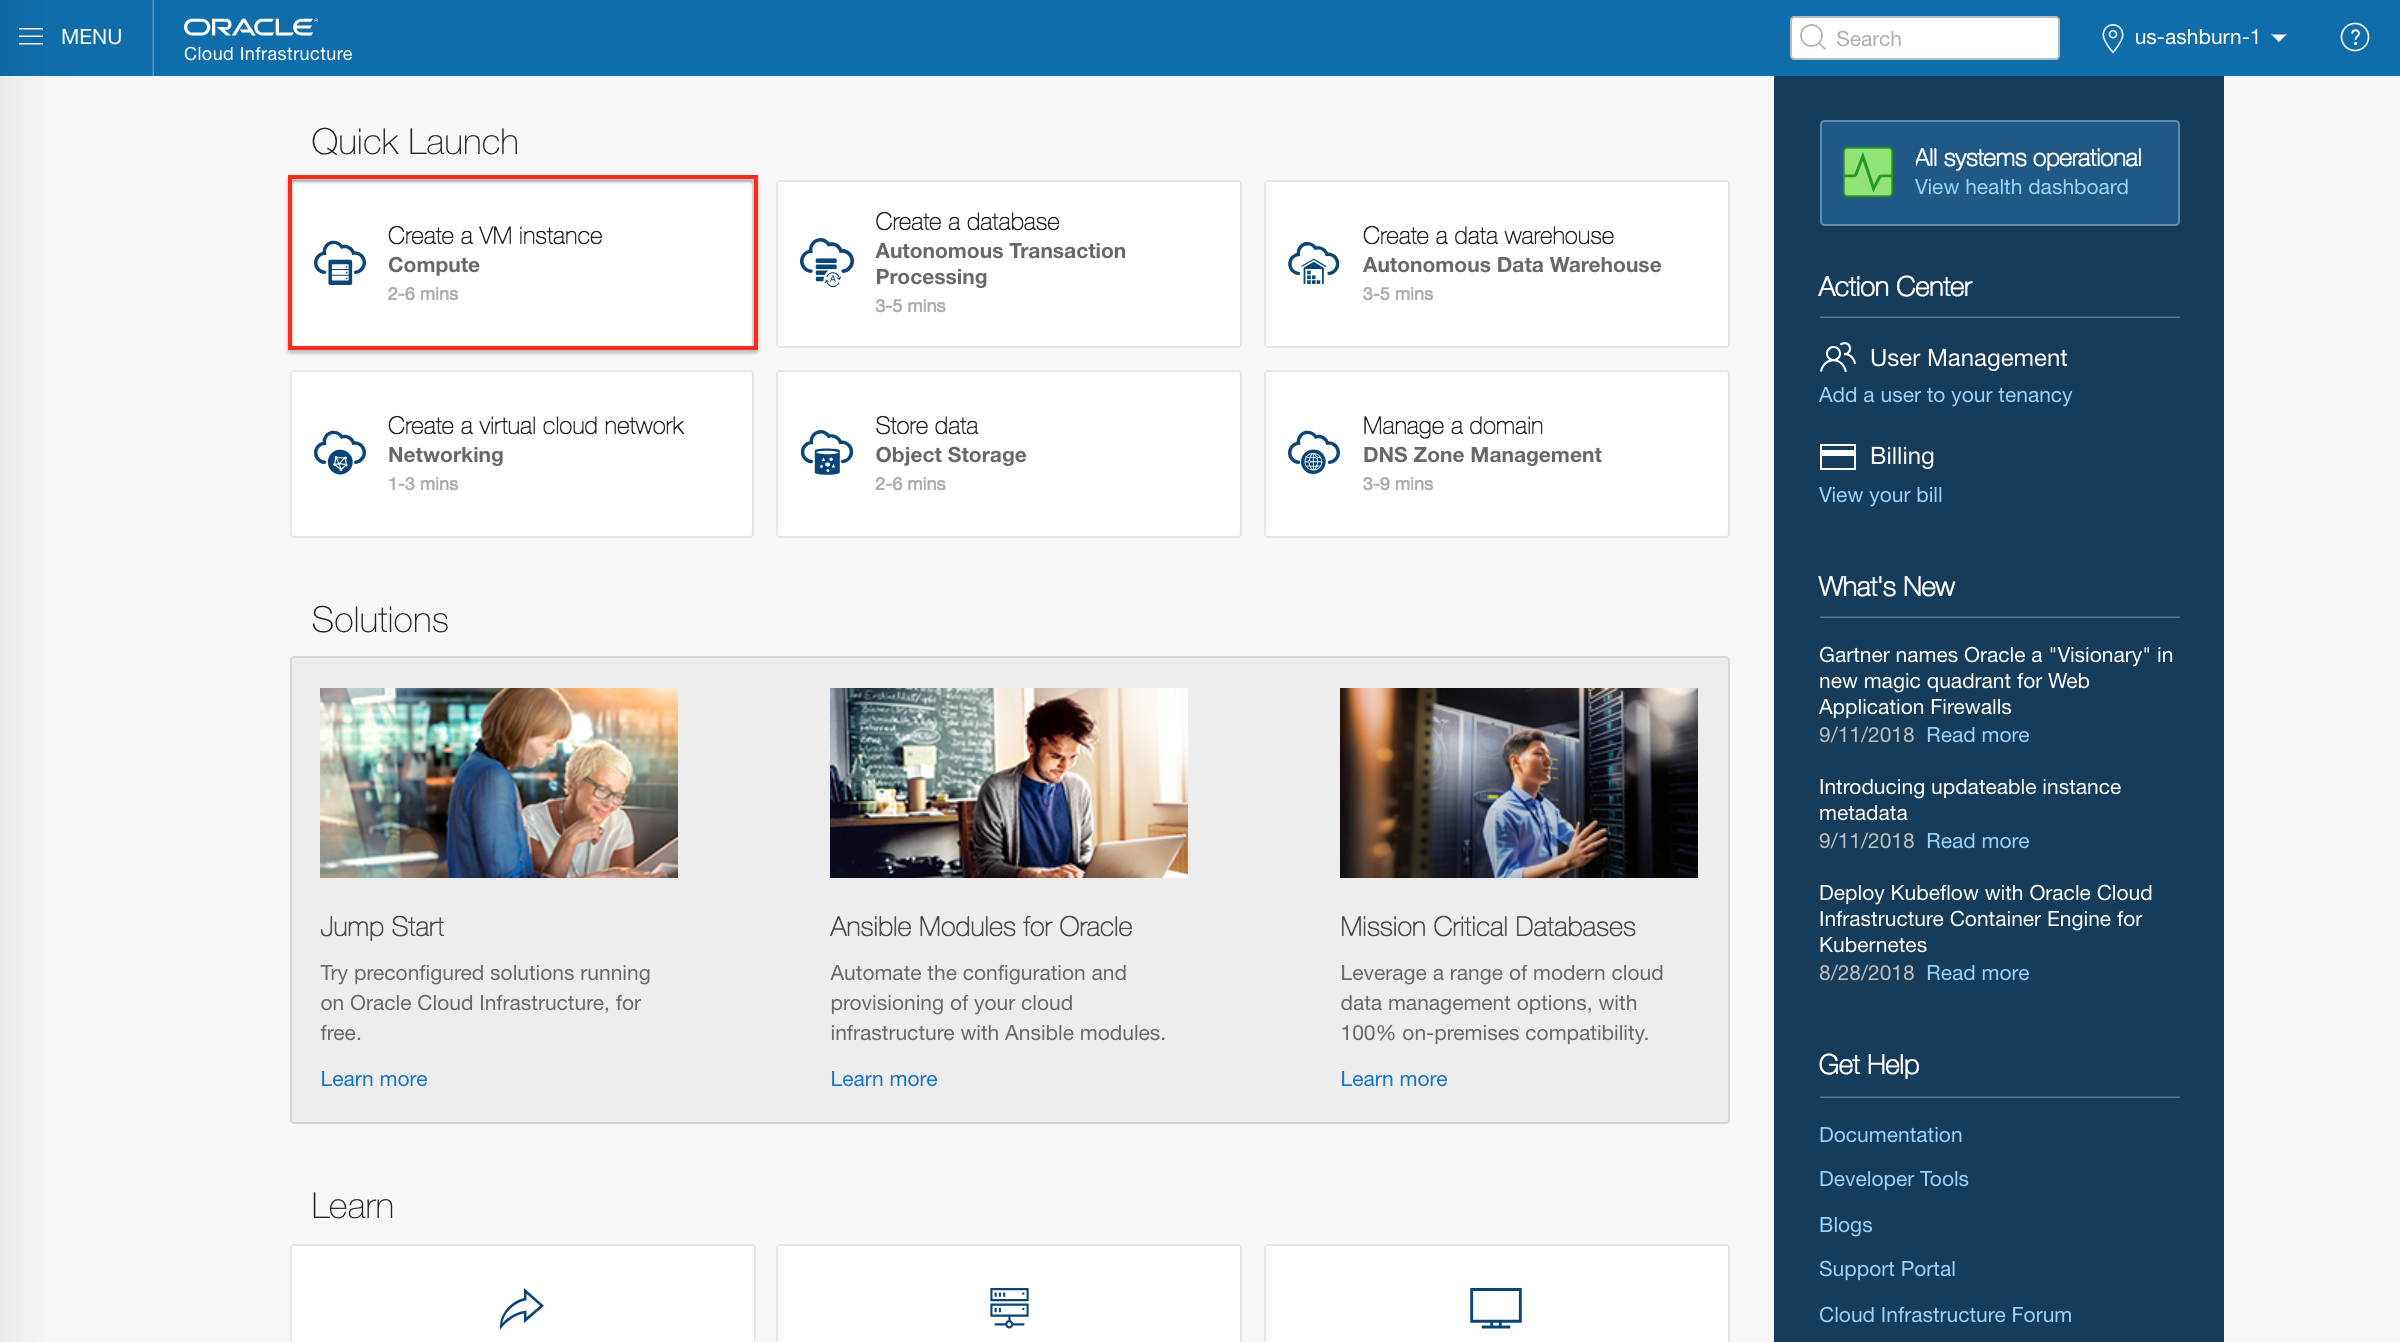 MENU
ORACLE
Cloud Infrastructure
Search
us-ashburn-1
?
Quick Launch
Create a VM instance
Compute
2-6 mins
Create a database
Autonomous Transaction
Processing
3-5 mins
Create a data warehouse
Autonomous Data Warehouse
3-5 mins
Create a virtual cloud network
Networking
1-3 mins
Store data
Object Storage
2-6 mins
Manage a domain
DNS Zone Management
3-9 mins
Solutions
Jump Start
Try preconfigured solutions running
on Oracle Cloud Infrastructure, for
free.
Learn more
Ansible Modules for Oracle
Automate the configuration and
provisioning of your cloud
infrastructure with Ansible modules.
Learn more
Mission Critical Databases
Leverage a range of modern cloud
data management options, with
100% on-premises compatibility.
Learn more
Learn
All systems operational
View health dashboard
Action Center
User Management
Add a user to your tenancy
Billing
View your bill
What's New
Gartner names Oracle a "Visionary" in
new magic quadrant for Web
Application Firewalls
9/11/2018 Read more
Introducing updateable instance
metadata
9/11/2018 Read more
Deploy Kubeflow with Oracle Cloud
Infrastructure Container Engine for
Kubernetes
8/28/2018 Read more
Get Help
Documentation
Developer Tools
Blogs
Support Portal
Cloud Infrastructure Forum